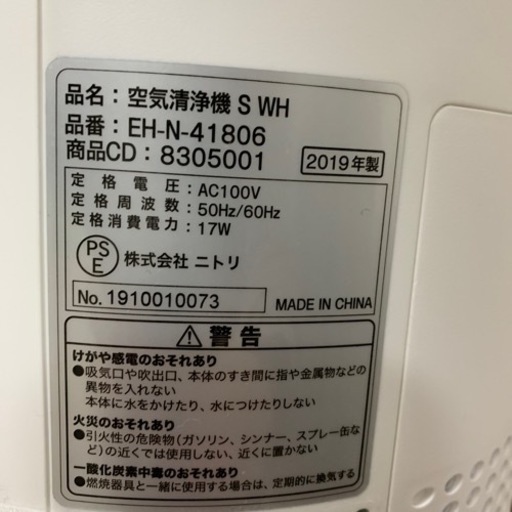 品名：空気清浄機 S WH
品番：EH-N-41806
商品CD：8305001 2019年製
定格電圧：AC100V
定格周波数：50Hz/60Hz
定格消費電力：17W
PSE 株式会社 ニトリ
No. 1910010073 MADE IN CHINA
⚠警告
けがや感電のおそれあり
●吸気口や吹出口、本体のすき間に指や金属物などの
異物を入れない
本体に水をかけたり、水につけたりしない
火災のおそれあり
●引火性の危険物(ガソリン、シンナー、スプレー缶な
ど)の近くでは使用しない、近くに置かない
一酸化炭素中毒のおそれあり
●燃焼器具と一緒に使用する場合は、定期的に換気する